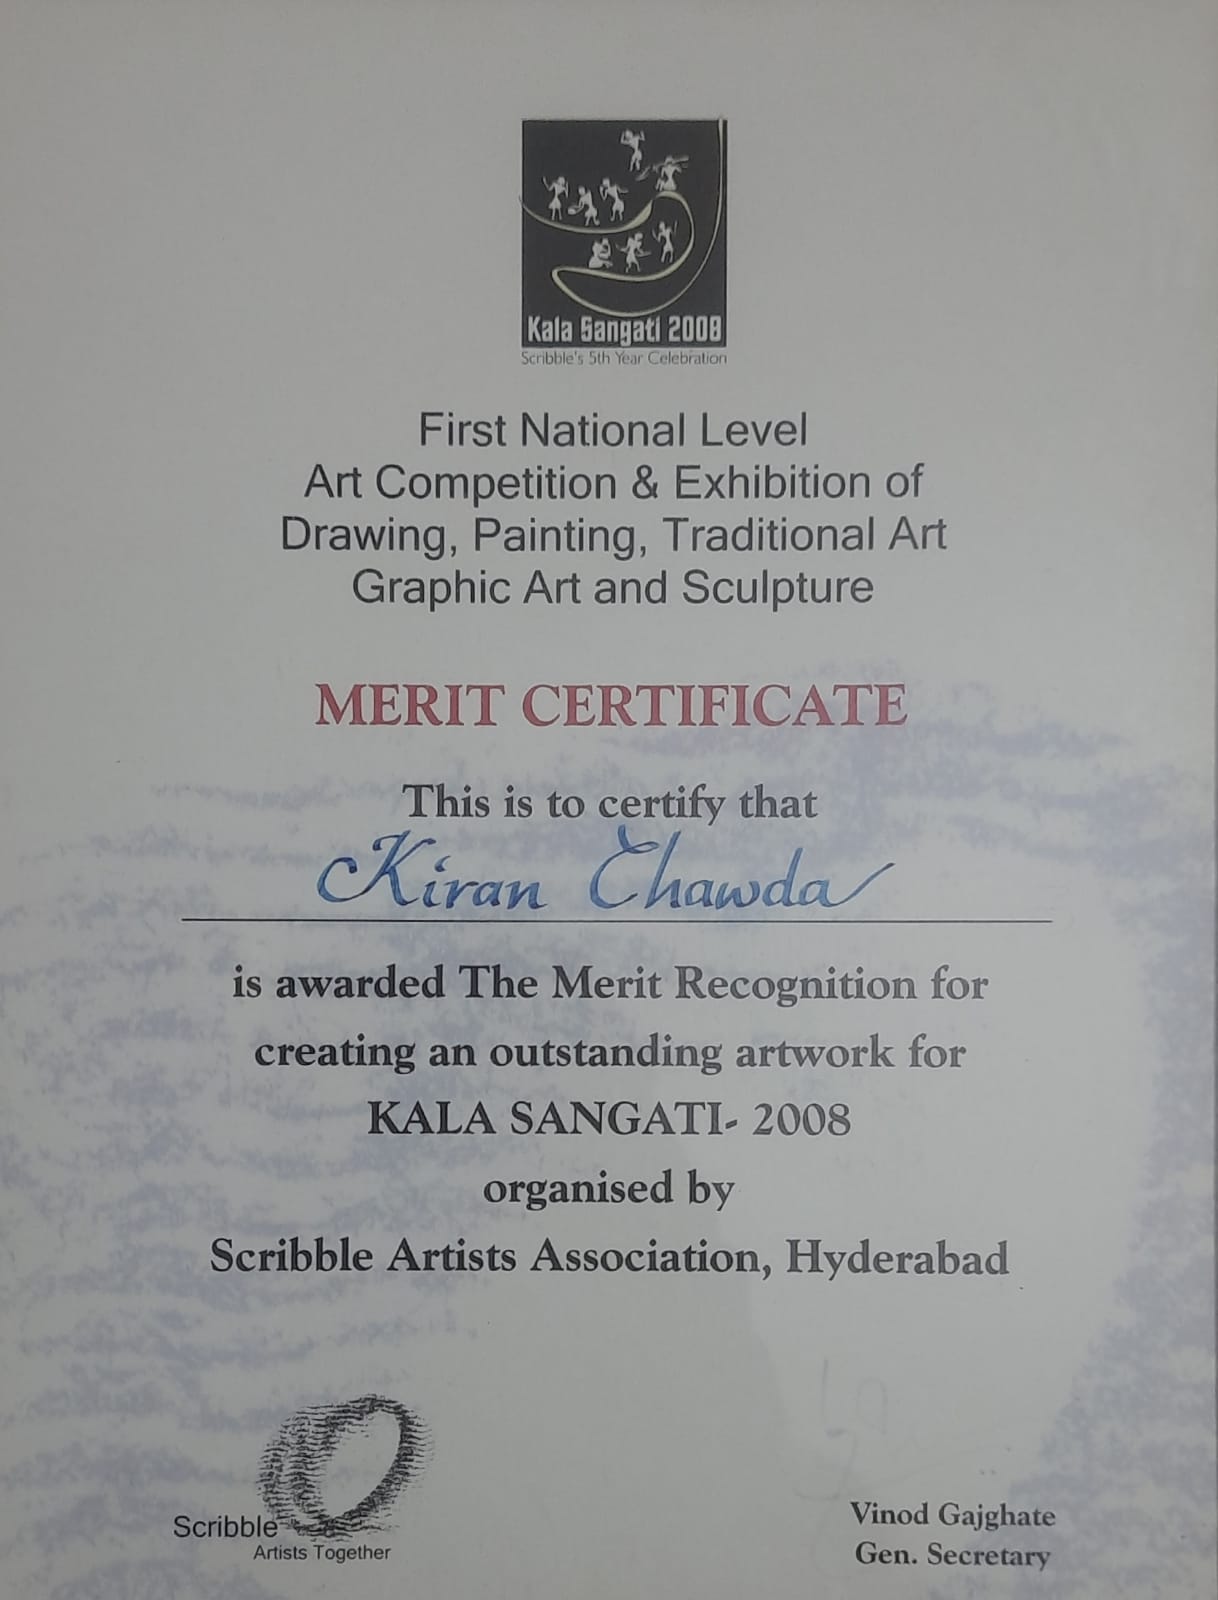 Kala Sangati 2008
Scribble's 5th Year Celebration
First National Level
Art Competition & Exhibition of
Drawing, Painting, Traditional Art
Graphic Art and Sculpture
MERIT CERTIFICATE
This is to certify that
Kiran Chawda
is awarded The Merit Recognition for
creating an outstanding artwork for
KALA SANGATI- 2008
organised by
Scribble Artists Association, Hyderabad
Scribble
Artists Together
Vinod Gajghate
Gen. Secretary